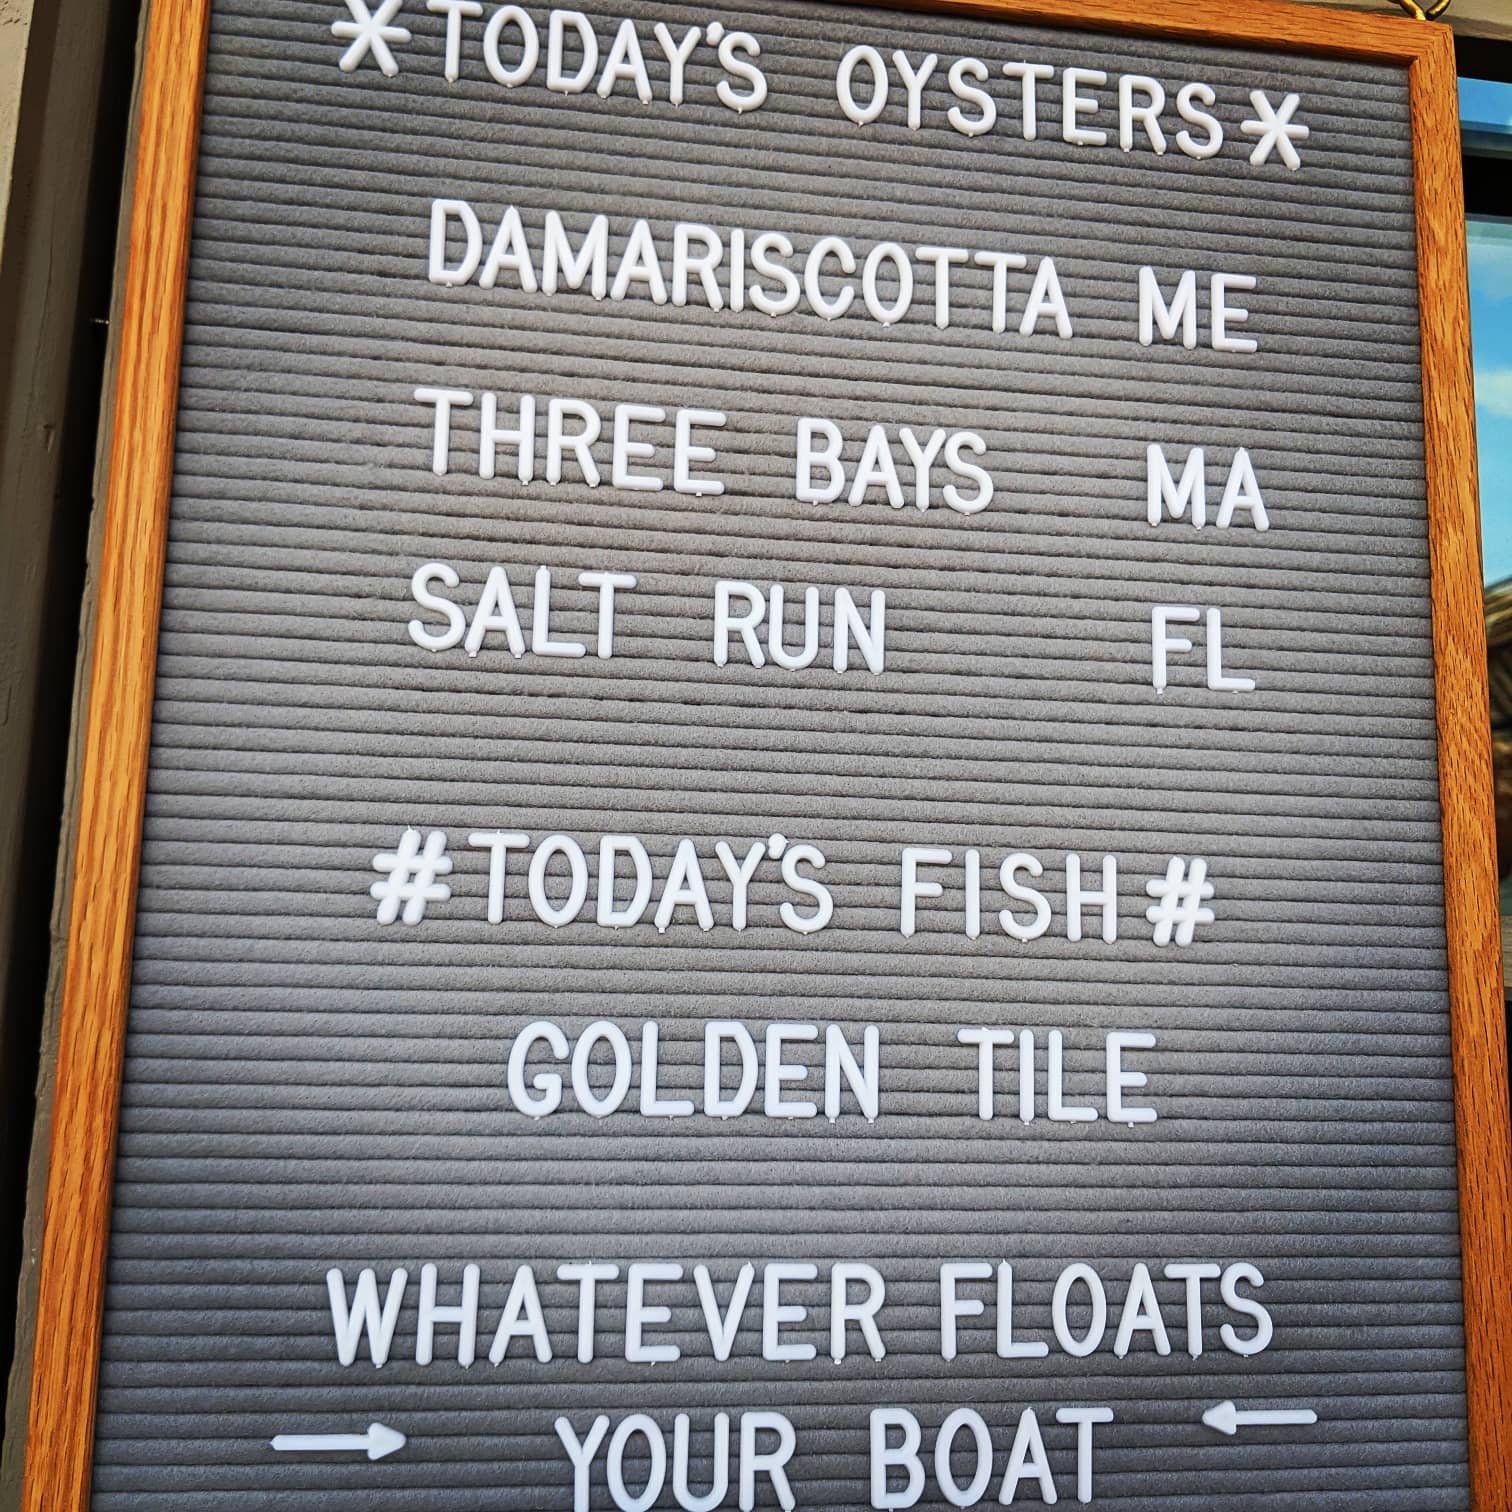 *TODAY'S OYSTERS*
DAMARISCOTTA ME
THREE BAYS MA
SALT RUN FL
#TODAY'S FISH#
GOLDEN TILE
WHATEVER FLOATS
→ YOUR BOAT ←